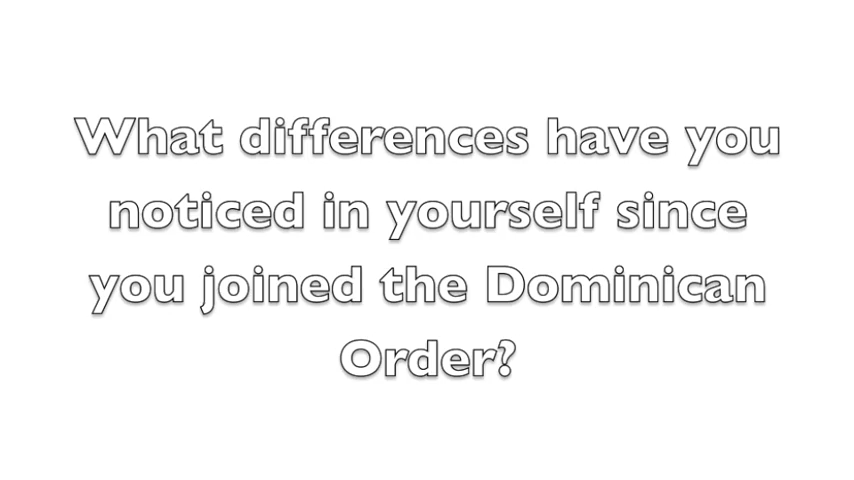 What differences have you
noticed in yourself since
you joined the Dominican
Order?